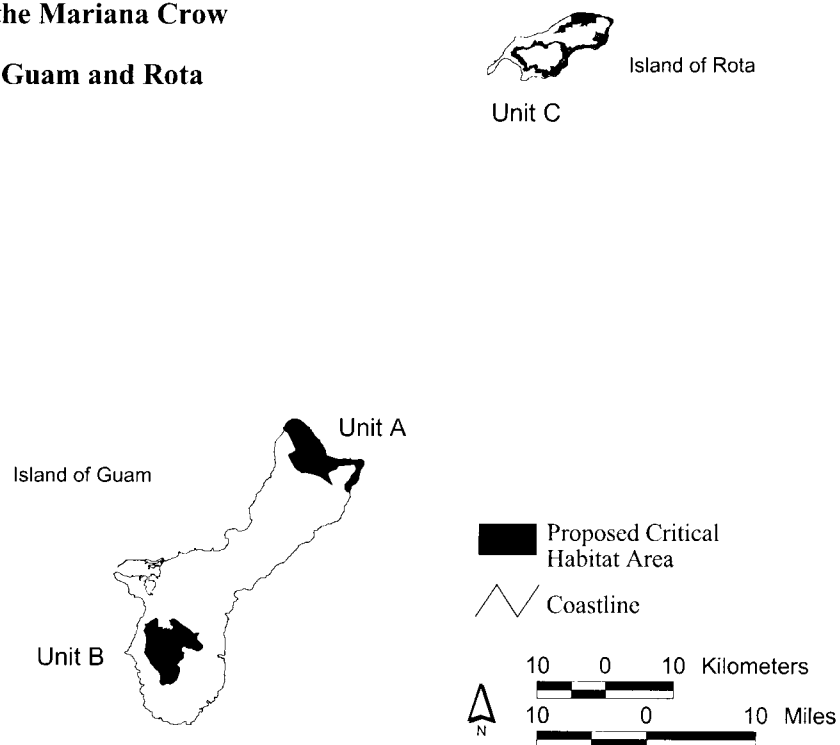 the Mariana Crow
Guam and Rota
Island of Rota
Unit C
Unit A
Island of Guam
Proposed Critical
Habitat Area
Coastline
Unit B
10 0 10 Kilometers
10 0 10 Miles
N